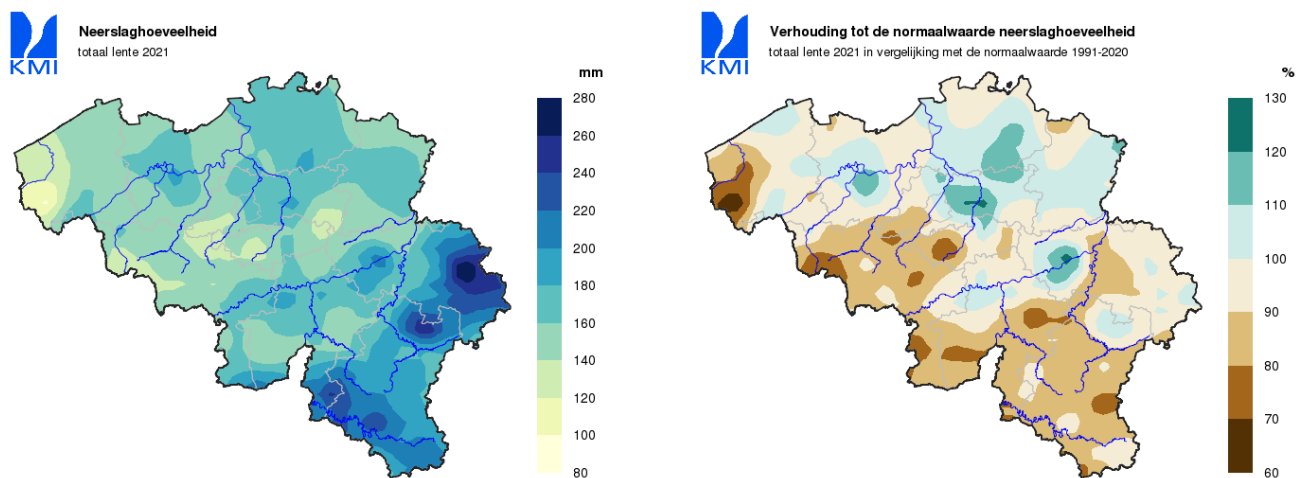 KMI
Neerslaghoeveelheid
totaal lente 2021
mm
280
260
240
220
200
180
160
140
120
100
80
KMI
Verhouding tot de normaalwaarde neerslaghoeveelheid
totaal lente 2021 in vergelijking met de normaalwaarde 1991-2020
%
130
120
110
100
90
80
70
60